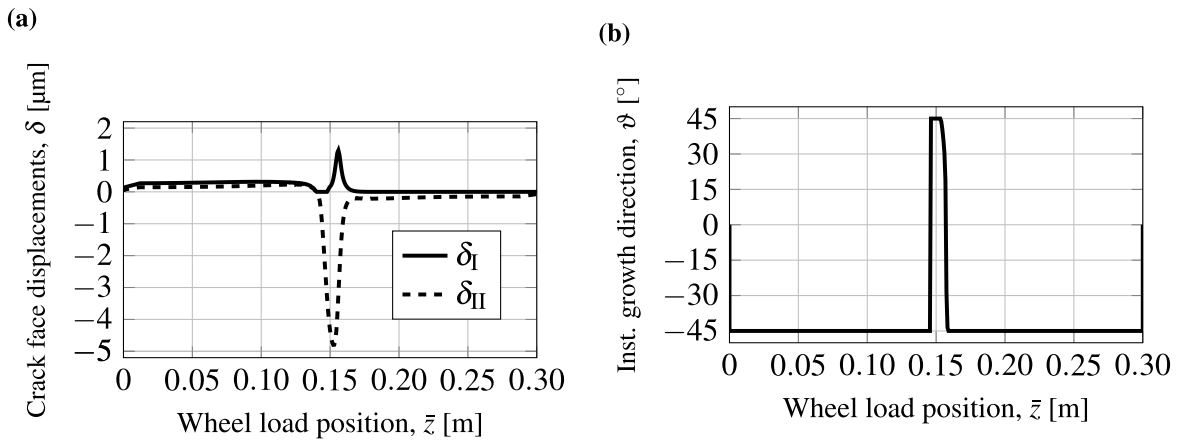 (a)
Crack face displacements, δ [μm]
2
1
0
−1
−2
−3
−4
−5
0 0.05 0.10 0.15 0.20 0.25 0.30
Wheel load position, z̄ [m]
δI
δII
(b)
Inst. growth direction, ϑ [°]
45
30
15
0
−15
−30
−45
0 0.05 0.10 0.15 0.20 0.25 0.30
Wheel load position, z̄ [m]